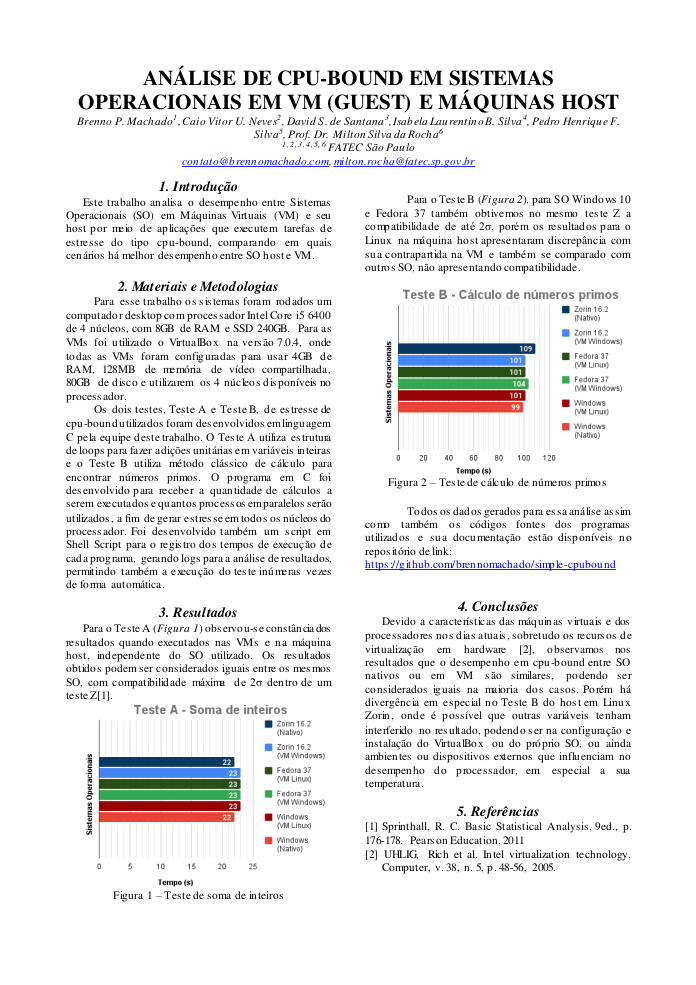 ANÁLISE DE CPU-BOUND EM SISTEMAS
OPERACIONAIS EM VM (GUEST) E MÁQUINAS HOST
Brenno P. Machado1, Caio Vitor U. Neves2, David S. de Santana3, Isabela Laurentino B. Silva4, Pedro Henrique F.
Silva5, Prof. Dr. Milton Silva da Rocha6
1, 2, 3, 4, 5, 6 FATEC São Paulo
contato@brennomachado.com, milton.rocha@fatec.sp.gov.br
1. Introdução
Este trabalho analisa o desempenho entre Sistemas
Operacionais (SO) em Máquinas Virtuais (VM) e seu
host por meio de aplicações que executem tarefas de
estresse do tipo cpu-bound, comparando em quais
cenários há melhor desempenho entre SO host e VM.
2. Materiais e Metodologias
Para esse trabalho os sistemas foram rodados um
computador desktop com processador Intel Core i5 6400
de 4 núcleos, com 8GB de RAM e SSD 240GB. Para as
VMs foi utilizado o VirtualBox na versão 7.0.4, onde
todas as VMs foram configuradas para usar 4GB de
RAM, 128MB de memória de vídeo compartilhada,
80GB de disco e utilizarem os 4 núcleos disponíveis no
processador.
Os dois testes, Teste A e Teste B, de estresse de
cpu-bound utilizados foram desenvolvidos em linguagem
C pela equipe deste trabalho. O Teste A utiliza estrutura
de loops para fazer adições unitárias em variáveis inteiras
e o Teste B utiliza método clássico de cálculo para
encontrar números primos. O programa em C foi
desenvolvido para receber a quantidade de cálculos a
serem executados e quantos processos em paralelos serão
utilizados, a fim de gerar estresse em todos os núcleos do
processador. Foi desenvolvido também um script em
Shell Script para o registro dos tempos de execução de
cada programa, gerando logs para a análise de resultados,
permitindo também a execução do teste inúmeras vezes
de forma automática.
3. Resultados
Para o Teste A (Figura 1) observou-se constância dos
resultados quando executados nas VMs e na máquina
host, independente do SO utilizado. Os resultados
obtidos podem ser considerados iguais entre os mesmos
SO, com compatibilidade máxima de 2σ dentro de um
teste Z[1].
Teste A - Soma de inteiros
Sistemas Operacionais
22
23
23
23
23
22
0 5 10 15 20 25
Tempo (s)
Zorin 16.2
(Nativo)
Zorin 16.2
(VM Windows)
Fedora 37
(VM Linux)
Fedora 37
(VM Windows)
Windows
(VM Linux)
Windows
(Nativo)
Figura 1 – Teste de soma de inteiros
Para o Teste B (Figura 2), para SO Windows 10
e Fedora 37 também obtivemos no mesmo teste Z a
compatibilidade de até 2σ, porém os resultados para o
Linux na máquina host apresentaram discrepância com
sua contrapartida na VM e também se comparado com
outros SO, não apresentando compatibilidade.
Teste B - Cálculo de números primos
Sistemas Operacionais
109
101
101
104
101
99
0 20 40 60 80 100 120
Tempo (s)
Zorin 16.2
(Nativo)
Zorin 16.2
(VM Windows)
Fedora 37
(VM Linux)
Fedora 37
(VM Windows)
Windows
(VM Linux)
Windows
(Nativo)
Figura 2 – Teste de cálculo de números primos
Todos os dados gerados para essa análise assim
como também os códigos fontes dos programas
utilizados e sua documentação estão disponíveis no
repositório de link:
https://github.com/brennomachado/simple-cpubound
4. Conclusões
Devido a características das máquinas virtuais e dos
processadores nos dias atuais, sobretudo os recursos de
virtualização em hardware [2], observamos nos
resultados que o desempenho em cpu-bound entre SO
nativos ou em VM são similares, podendo ser
considerados iguais na maioria dos casos. Porém há
divergência em especial no Teste B do host em Linux
Zorin, onde é possível que outras variáveis tenham
interferido no resultado, podendo ser na configuração e
instalação do VirtualBox ou do próprio SO, ou ainda
ambientes ou dispositivos externos que influenciam no
desempenho do processador, em especial a sua
temperatura.
5. Referências
[1] Sprinthall, R. C. Basic Statistical Analysis, 9ed., p.
176-178. Pearson Education, 2011
[2] UHLIG, Rich et al. Intel virtualization technology.
Computer, v. 38, n. 5, p. 48-56, 2005.